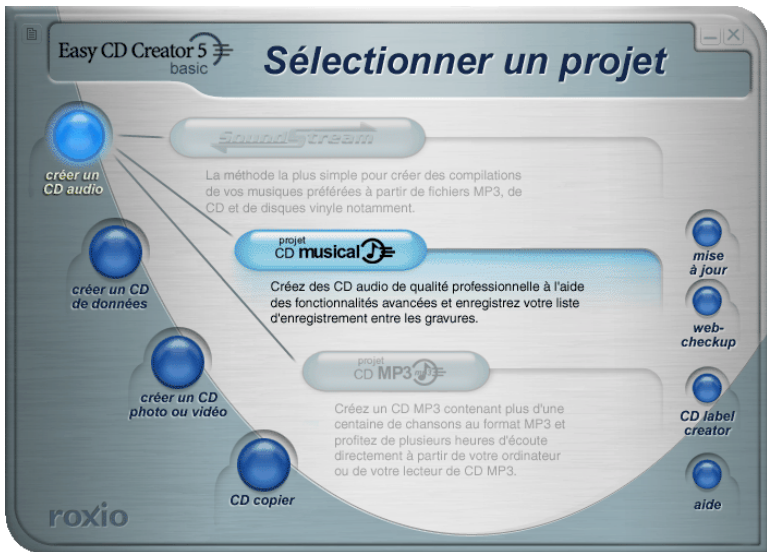 Easy CD Creator 5
basic
Sélectionner un projet
SoundStream
créer un
CD audio
La méthode la plus simple pour créer des compilations
de vos musiques préférées à partir de fichiers MP3, de
CD et de disques vinyle notamment.
projet
CD musical
Créez des CD audio de qualité professionnelle à l'aide
des fonctionnalités avancées et enregistrez votre liste
d'enregistrement entre les gravures.
créer un CD
de données
mise
à jour
web-
checkup
projet
CD MP3
créer un CD
photo ou vidéo
Créez un CD MP3 contenant plus d'une
centaine de chansons au format MP3 et
profitez de plusieurs heures d'écoute
directement à partir de votre ordinateur
ou de votre lecteur de CD MP3.
CD label
creator
CD copier
aide
roxio